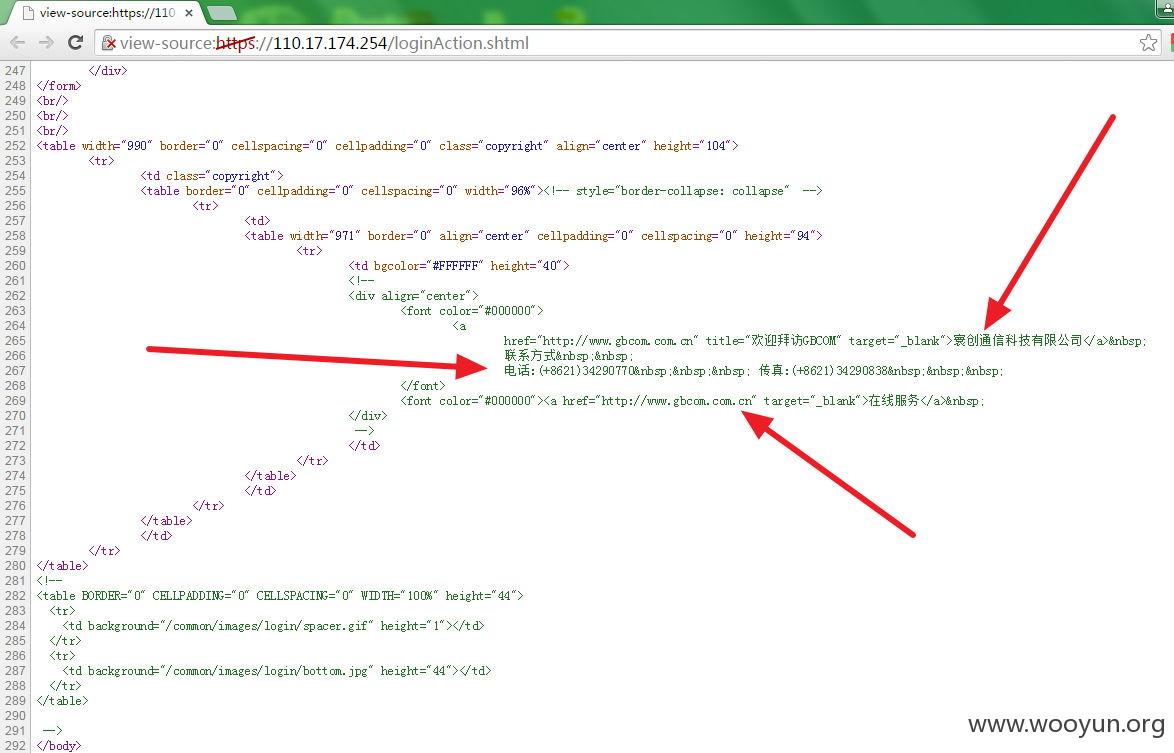 view-source:https://110
view-source:https://110.17.174.254/loginAction.shtml
247 </div>
248 </form>
249 <br/>
250 <br/>
251 <br/>
252 <table width="990" border="0" cellspacing="0" cellpadding="0" class="copyright" align="center" height="104">
253 <tr>
254 <td class="copyright">
255 <table border="0" cellpadding="0" cellspacing="0" width="96%"><!-- style="border-collapse: collapse" -->
256 <tr>
257 <td>
258 <table width="971" border="0" align="center" cellpadding="0" cellspacing="0" height="94">
259 <tr>
260 <td bgcolor="#FFFFFF" height="40">
261 <!--
262 <div align="center">
263 <font color="#000000">
264 <a
265 href="http://www.gbcom.com.cn" title="欢迎拜访GBCOM" target="_blank">寰创通信科技有限公司</a>&nbsp;
266 联系方式&nbsp;&nbsp;
267 电话:(+8621)34290770&nbsp;&nbsp;&nbsp; 传真:(+8621)34290838&nbsp;&nbsp;&nbsp;
268 </font>
269 <font color="#000000"><a href="http://www.gbcom.com.cn" target="_blank">在线服务</a>&nbsp;
270 </div>
271 -->
272 </td>
273 </tr>
274 </table>
275 </td>
276 </tr>
277 </table>
278 </td>
279 </tr>
280 </table>
281 <!--
282 <table BORDER="0" CELLPADDING="0" CELLSPACING="0" WIDTH="100%" height="44">
283 <tr>
284 <td background="/common/images/login/spacer.gif" height="1"></td>
285 </tr>
286 <tr>
287 <td background="/common/images/login/bottom.jpg" height="44"></td>
288 </tr>
289 </table>
290
291 -->
292 </body>
www.wooyun.org